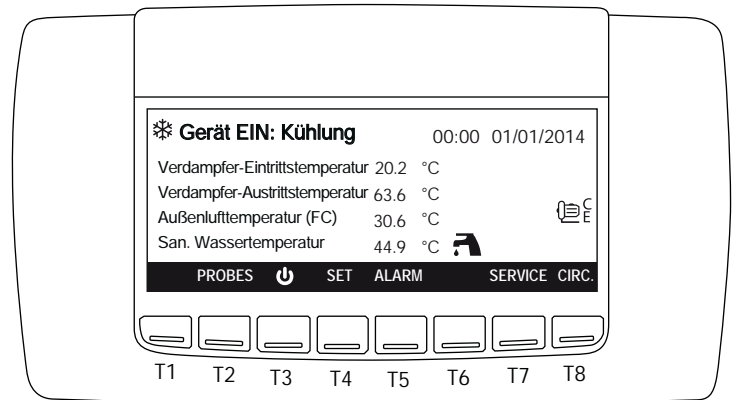 Gerät EIN: Kühlung 00:00 01/01/2014
Verdampfer-Eintrittstemperatur 20.2 °C
Verdampfer-Austrittstemperatur 63.6 °C
Außenlufttemperatur (FC) 30.6 °C
C
E
San. Wassertemperatur 44.9 °C
PROBES SET ALARM SERVICE CIRC.
T1 T2 T3 T4 T5 T6 T7 T8